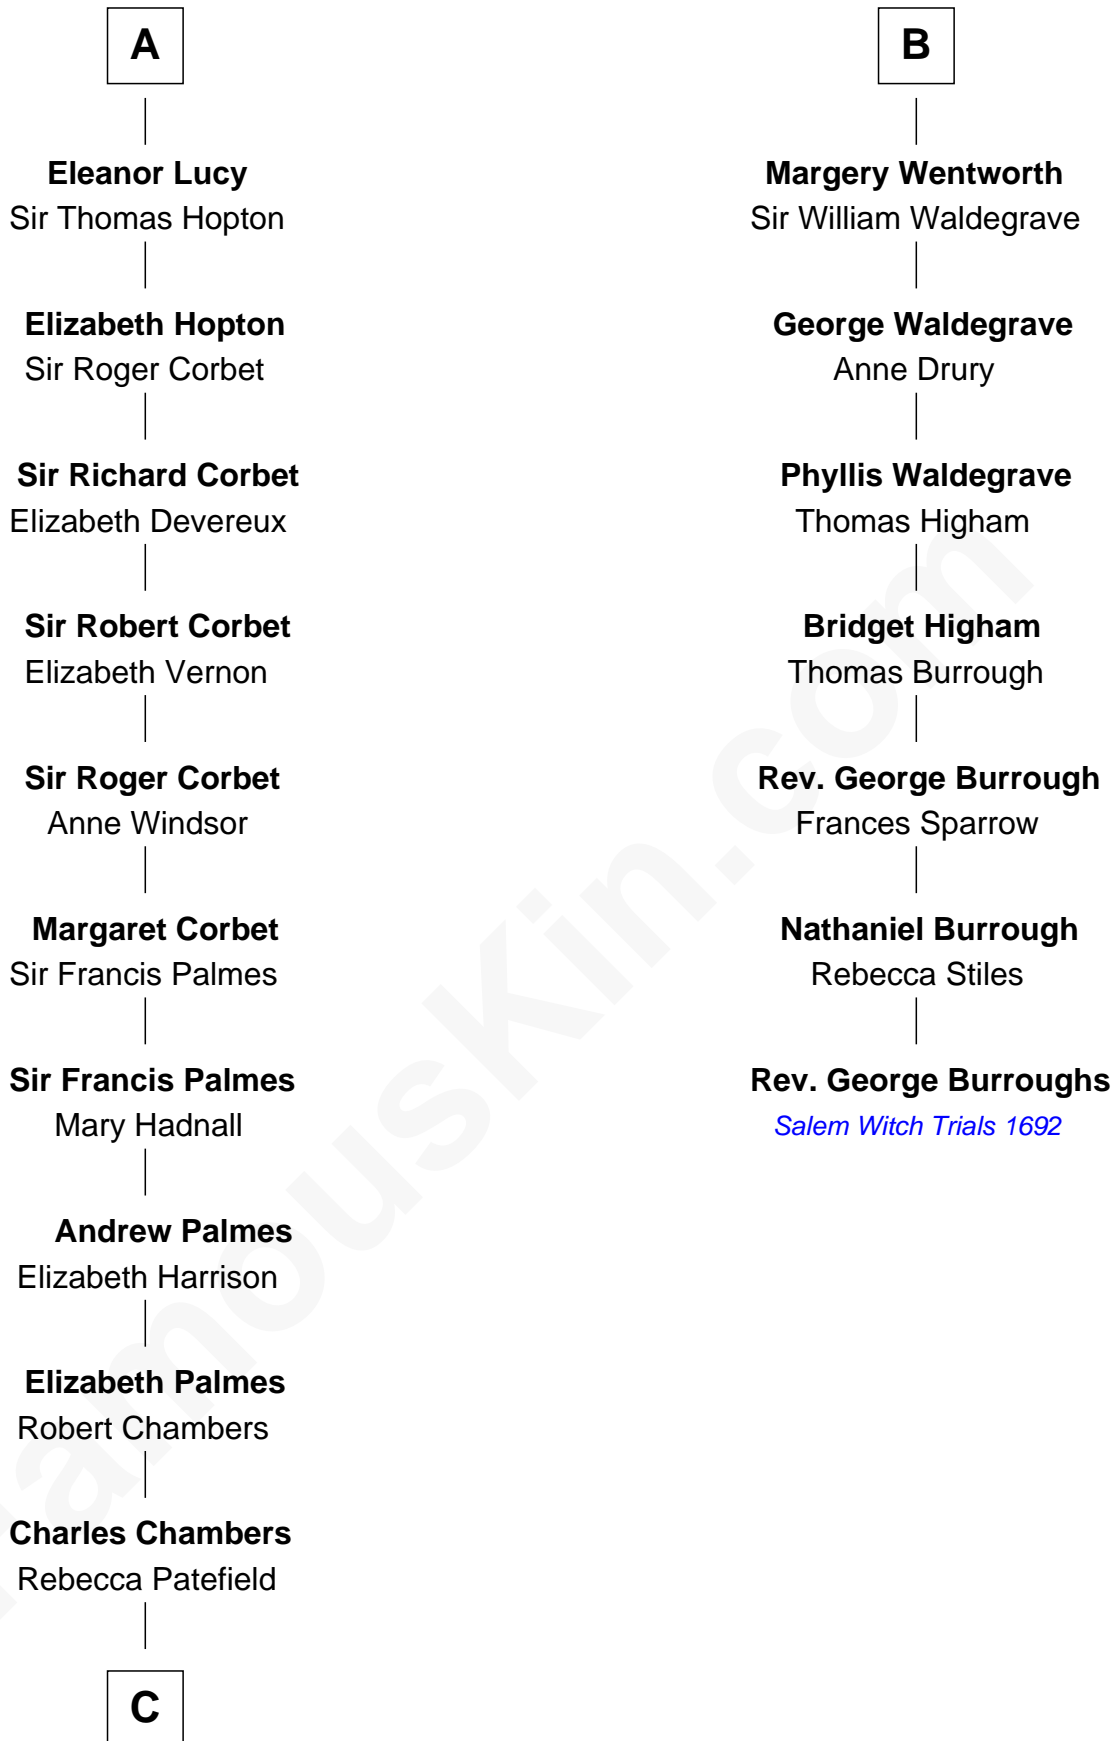 A
Eleanor Lucy
Sir Thomas Hopton
Elizabeth Hopton
Sir Roger Corbet
Sir Richard Corbet
Elizabeth Devereux
Sir Robert Corbet
Elizabeth Vernon
Sir Roger Corbet
Anne Windsor
Margaret Corbet
Sir Francis Palmes
Sir Francis Palmes
Mary Hadnall
Andrew Palmes
Elizabeth Harrison
Elizabeth Palmes
Robert Chambers
Charles Chambers
Rebecca Patefield
C
B
Margery Wentworth
Sir William Waldegrave
George Waldegrave
Anne Drury
Phyllis Waldegrave
Thomas Higham
Bridget Higham
Thomas Burrough
Rev. George Burrough
Frances Sparrow
Nathaniel Burrough
Rebecca Stiles
Rev. George Burroughs
Salem Witch Trials 1692
FamousKin.com